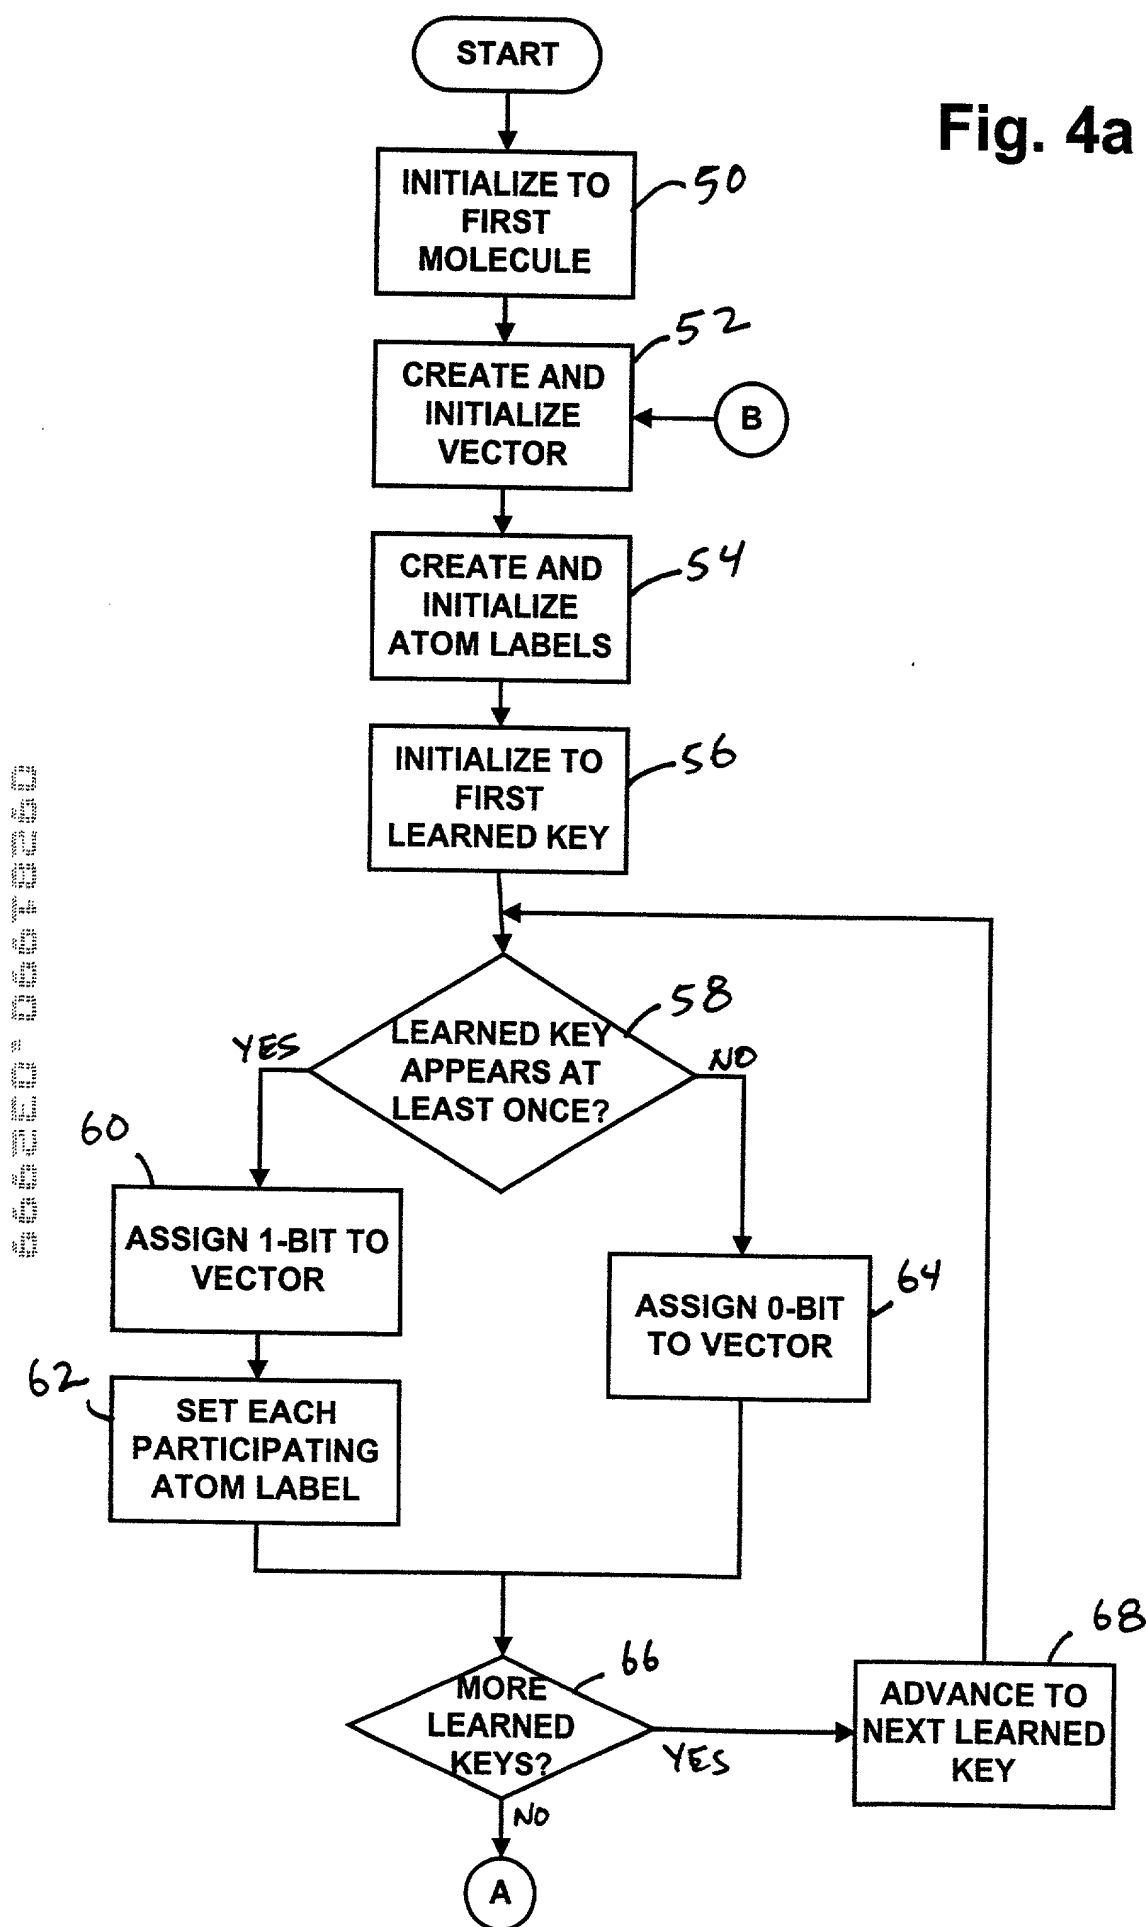 START
Fig. 4a
INITIALIZE TO
FIRST
MOLECULE
50
CREATE AND
INITIALIZE
VECTOR
52
B
CREATE AND
INITIALIZE
ATOM LABELS
54
INITIALIZE TO
FIRST
LEARNED KEY
56
LEARNED KEY
APPEARS AT
LEAST ONCE?
58
YES
NO
60
ASSIGN 1-BIT TO
VECTOR
64
ASSIGN 0-BIT
TO VECTOR
62
SET EACH
PARTICIPATING
ATOM LABEL
66
MORE
LEARNED
KEYS?
YES
68
ADVANCE TO
NEXT LEARNED
KEY
NO
A